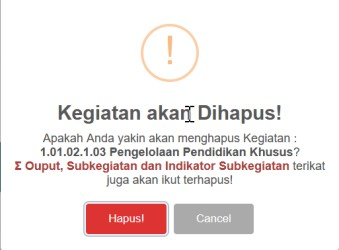 !
Kegiatan akan Dihapus!
Apakah Anda yakin akan menghapus Kegiatan :
1.01.02.1.03 Pengelolaan Pendidikan Khusus?
Σ Ouput, Subkegiatan dan Indikator Subkegiatan terikat
juga akan ikut terhapus!
Hapus!
Cancel